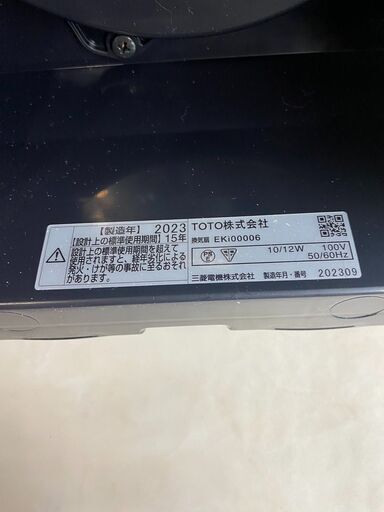 【製造年】 2023
【設計上の標準使用期間】15年
設計上の標準使用期間を超えて
使用されますと、経年劣化による
発火・けが等の事故に至るおそれ
があります。
TOTO株式会社
換気扇 EKi00006
10/12W 100V
50/60Hz
三菱電機株式会社 製造年月・番号 202309